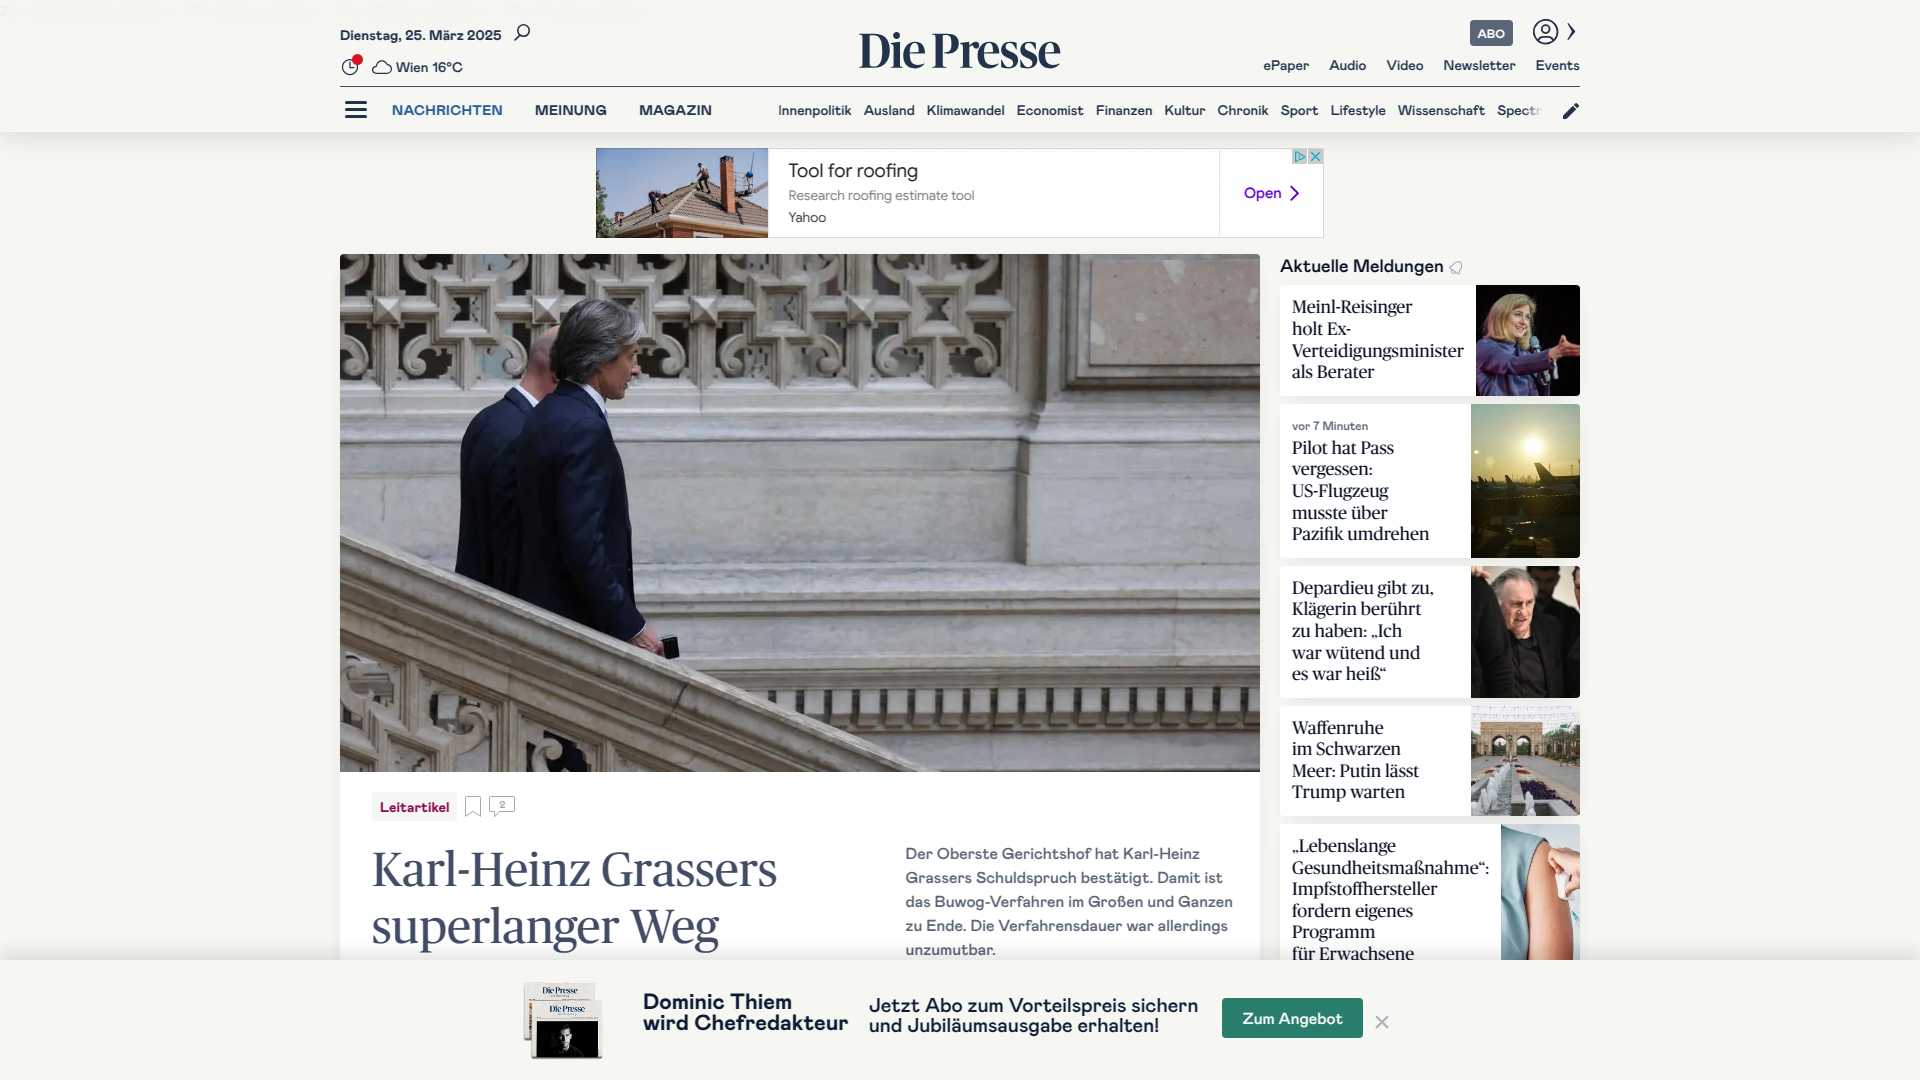 Dienstag, 25. März 2025
Wien 16°C
Die Presse
ABO
ePaper Audio Video Newsletter Events
NACHRICHTEN MEINUNG MAGAZIN
Innenpolitik Ausland Klimawandel Economist Finanzen Kultur Chronik Sport Lifestyle Wissenschaft Spectr
Tool for roofing
Research roofing estimate tool
Yahoo
Open
Aktuelle Meldungen
Meinl-Reisinger
holt Ex-
Verteidigungsminister
als Berater
vor 7 Minuten
Pilot hat Pass
vergessen:
US-Flugzeug
musste über
Pazifik umdrehen
Depardieu gibt zu,
Klägerin berührt
zu haben: „Ich
war wütend und
es war heiß“
Waffenruhe
im Schwarzen
Meer: Putin lässt
Trump warten
„Lebenslange
Gesundheitsmaßnahme“:
Impfstoffhersteller
fordern eigenes
Programm
für Erwachsene
Leitartikel
2
Karl-Heinz Grassers
superlanger Weg
Der Oberste Gerichtshof hat Karl-Heinz
Grassers Schuldspruch bestätigt. Damit ist
das Buwog-Verfahren im Großen und Ganzen
zu Ende. Die Verfahrensdauer war allerdings
unzumutbar.
Die Presse
Die Presse
Dominic Thiem
wird Chefredakteur
Jetzt Abo zum Vorteilspreis sichern
und Jubiläumsausgabe erhalten!
Zum Angebot